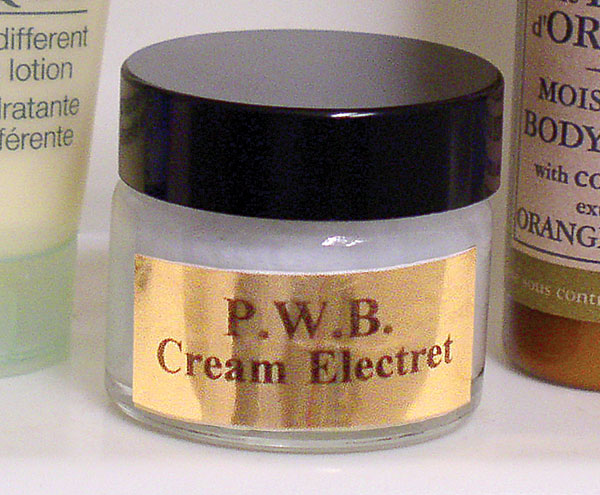 different
lotion
dratante
férente
P.W.B.
Cream Electret
d'OR
MOIS
BODY
with CO
ex
ORANG
sous cont